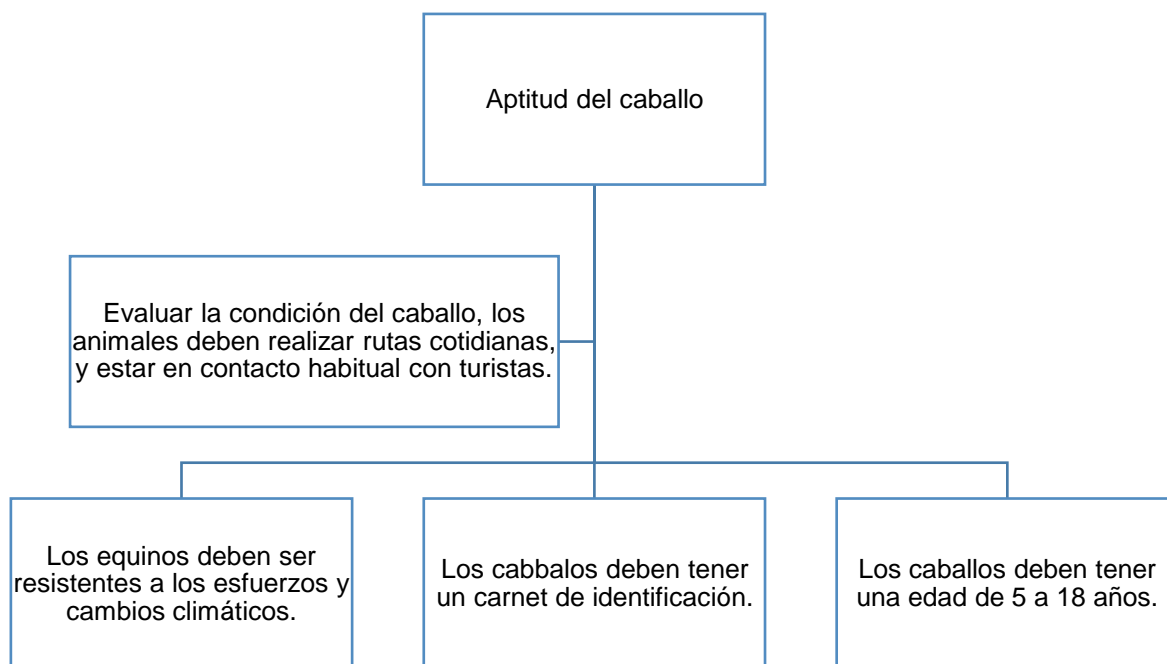 Aptitud del caballo
Evaluar la condición del caballo, los
animales deben realizar rutas cotidianas,
y estar en contacto habitual con turistas.
Los equinos deben ser
resistentes a los esfuerzos y
cambios climáticos.
Los cabbalos deben tener
un carnet de identificación.
Los caballos deben tener
una edad de 5 a 18 años.